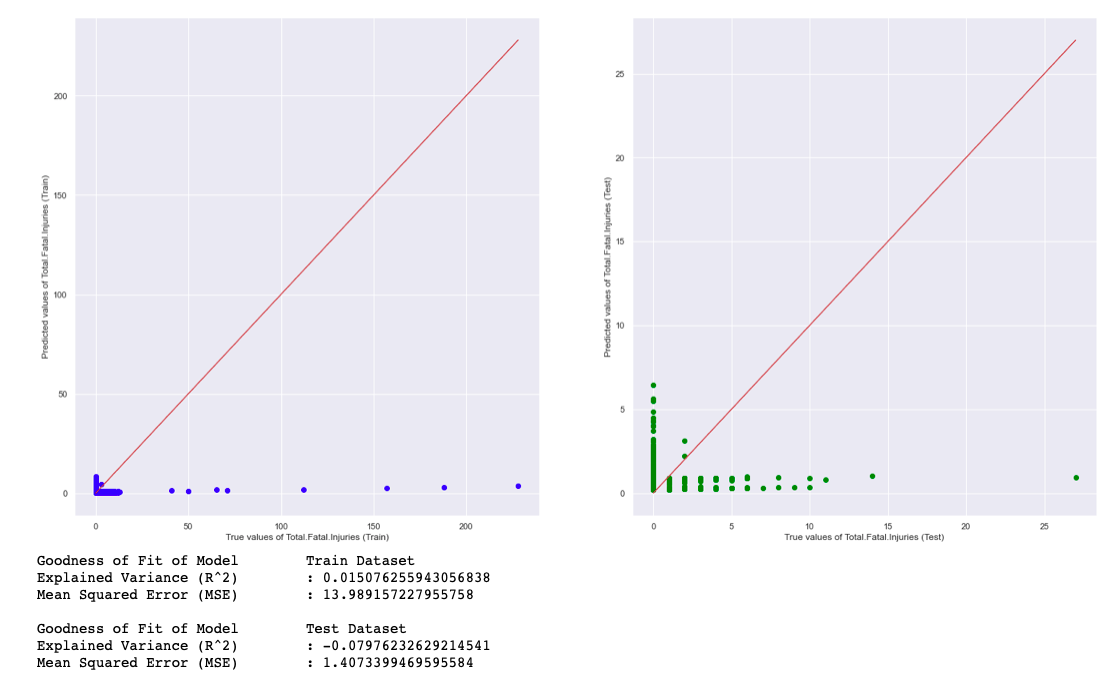 Predicted values of Total.Fatal.Injuries (Train)
200
150
100
50
0
0
50
100
150
200
True values of Total.Fatal.Injuries (Train)
Predicted values of Total.Fatal.Injuries (Test)
25
20
15
10
5
0
0
5
10
15
20
25
True values of Total.Fatal.Injuries (Test)
Goodness of Fit of Model Train Dataset
Explained Variance (R^2) : 0.015076255943056838
Mean Squared Error (MSE) : 13.989157227955758
Goodness of Fit of Model Test Dataset
Explained Variance (R^2) : -0.07976232629214541
Mean Squared Error (MSE) : 1.4073399469595584